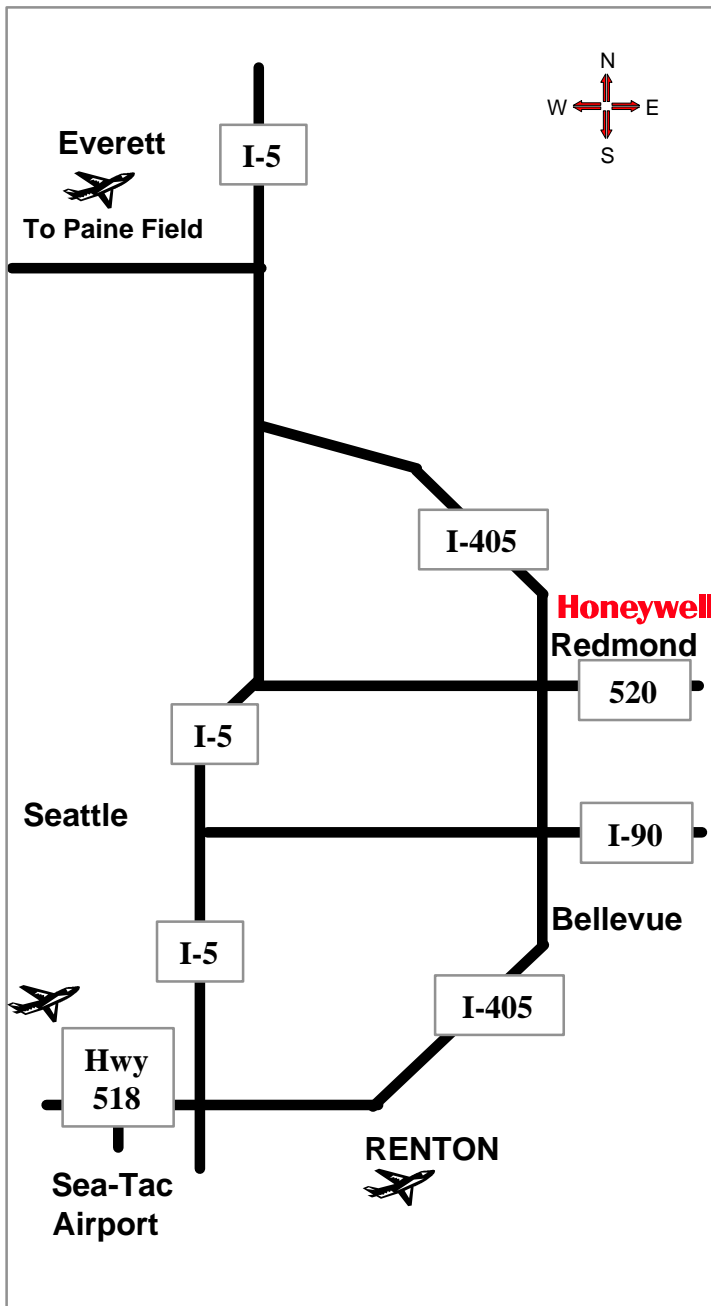 N
W
E
S
Everett
I-5
To Paine Field
I-405
Honeywell
Redmond
520
I-5
Seattle
I-90
Bellevue
I-5
I-405
Hwy
518
RENTON
Sea-Tac
Airport